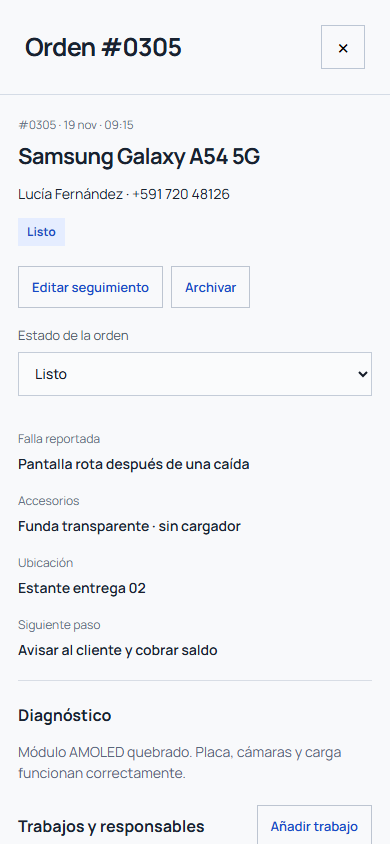 Orden #0305
×
#0305 · 19 nov · 09:15
Samsung Galaxy A54 5G
Lucía Fernández · +591 720 48126
Listo
Editar seguimiento
Archivar
Estado de la orden
Listo
Falla reportada
Pantalla rota después de una caída
Accesorios
Funda transparente · sin cargador
Ubicación
Estante entrega 02
Siguiente paso
Avisar al cliente y cobrar saldo
Diagnóstico
Módulo AMOLED quebrado. Placa, cámaras y carga
funcionan correctamente.
Trabajos y responsables
Añadir trabajo